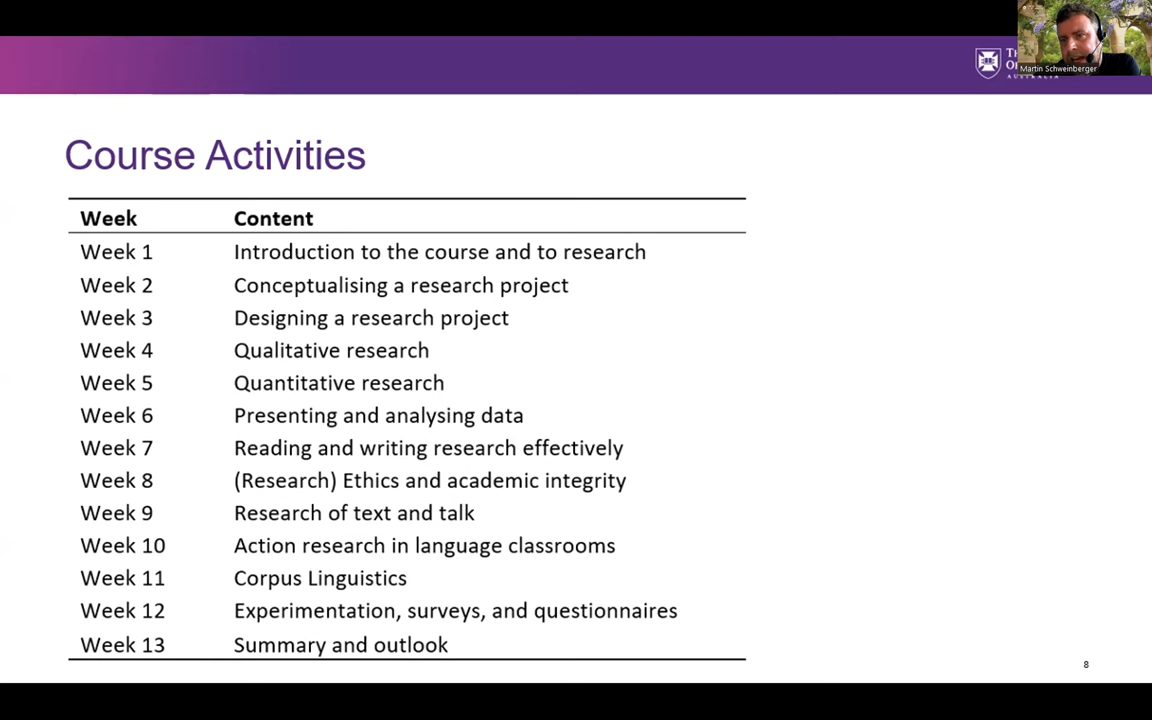 Martin Schweinberger
AUSTRALIA
Course Activities
Week Content
Week 1 Introduction to the course and to research
Week 2 Conceptualising a research project
Week 3 Designing a research project
Week 4 Qualitative research
Week 5 Quantitative research
Week 6 Presenting and analysing data
Week 7 Reading and writing research effectively
Week 8 (Research) Ethics and academic integrity
Week 9 Research of text and talk
Week 10 Action research in language classrooms
Week 11 Corpus Linguistics
Week 12 Experimentation, surveys, and questionnaires
Week 13 Summary and outlook
8